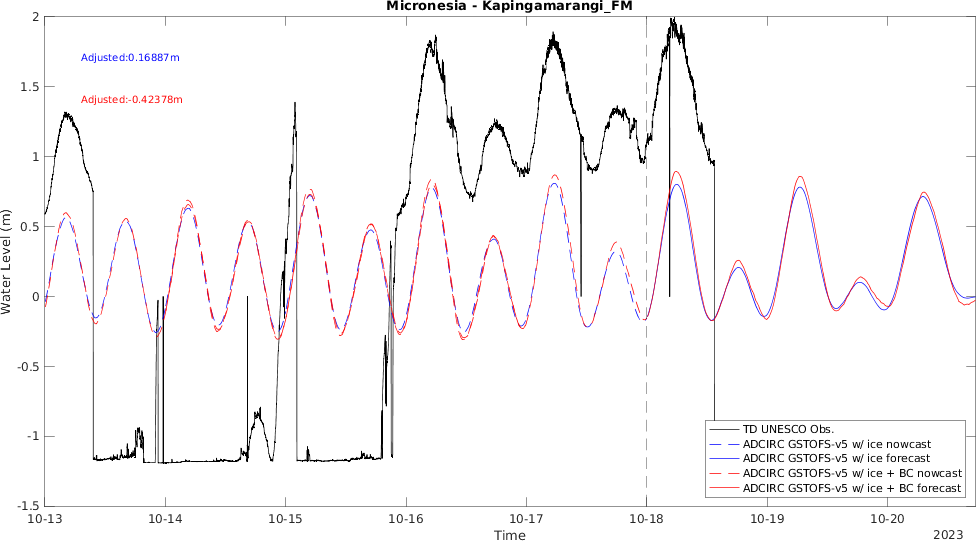 Micronesia - Kapingamarangi_FM
2
1.5
1
0.5
0
-0.5
-1
-1.5
Water Level (m)
Adjusted:0.16887m
Adjusted:-0.42378m
TD UNESCO Obs.
ADCIRC GSTOFS-v5 w/ ice nowcast
ADCIRC GSTOFS-v5 w/ ice forecast
ADCIRC GSTOFS-v5 w/ ice + BC nowcast
ADCIRC GSTOFS-v5 w/ ice + BC forecast
10-13 10-14 10-15 10-16 10-17 10-18 10-19 10-20
Time
2023